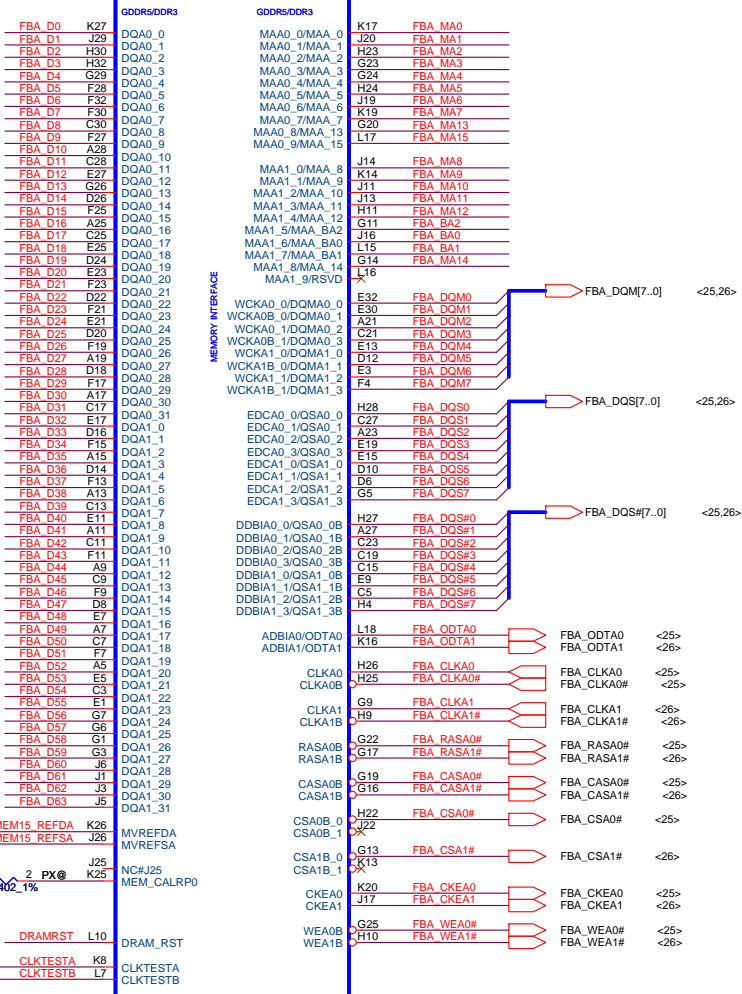 GDDR5/DDR3
FBA_D0 K27 DQA0_0
FBA_D1 J29 DQA0_1
FBA_D2 H30 DQA0_2
FBA_D3 H32 DQA0_3
FBA_D4 G29 DQA0_4
FBA_D5 F28 DQA0_5
FBA_D6 F32 DQA0_6
FBA_D7 F30 DQA0_7
FBA_D8 C30 DQA0_8
FBA_D9 F27 DQA0_9
FBA_D10 A28 DQA0_10
FBA_D11 C28 DQA0_11
FBA_D12 E27 DQA0_12
FBA_D13 G26 DQA0_13
FBA_D14 D26 DQA0_14
FBA_D15 F25 DQA0_15
FBA_D16 A25 DQA0_16
FBA_D17 C25 DQA0_17
FBA_D18 E25 DQA0_18
FBA_D19 D24 DQA0_19
FBA_D20 E23 DQA0_20
FBA_D21 F23 DQA0_21
FBA_D22 D22 DQA0_22
FBA_D23 F21 DQA0_23
FBA_D24 E21 DQA0_24
FBA_D25 D20 DQA0_25
FBA_D26 F19 DQA0_26
FBA_D27 A19 DQA0_27
FBA_D28 D18 DQA0_28
FBA_D29 F17 DQA0_29
FBA_D30 A17 DQA0_30
FBA_D31 C17 DQA0_31
FBA_D32 E17 DQA1_0
FBA_D33 D16 DQA1_1
FBA_D34 F15 DQA1_2
FBA_D35 A15 DQA1_3
FBA_D36 D14 DQA1_4
FBA_D37 F13 DQA1_5
FBA_D38 A13 DQA1_6
FBA_D39 C13 DQA1_7
FBA_D40 E11 DQA1_8
FBA_D41 A11 DQA1_9
FBA_D42 C11 DQA1_10
FBA_D43 F11 DQA1_11
FBA_D44 A9 DQA1_12
FBA_D45 C9 DQA1_13
FBA_D46 F9 DQA1_14
FBA_D47 D8 DQA1_15
FBA_D48 E7 DQA1_16
FBA_D49 A7 DQA1_17
FBA_D50 C7 DQA1_18
FBA_D51 F7 DQA1_19
FBA_D52 A5 DQA1_20
FBA_D53 E5 DQA1_21
FBA_D54 C3 DQA1_22
FBA_D55 E1 DQA1_23
FBA_D56 G7 DQA1_24
FBA_D57 G6 DQA1_25
FBA_D58 G1 DQA1_26
FBA_D59 G3 DQA1_27
FBA_D60 J6 DQA1_28
FBA_D61 J1 DQA1_29
FBA_D62 J3 DQA1_30
FBA_D63 J5 DQA1_31
MEM15_REFDA K26 MVREFDA
MEM15_REFSA J26 MVREFSA
J25 NC#J25
2 PX@ K25 MEM_CALRP0
402_1%
DRAMRST L10 DRAM_RST
CLKTESTA K8 CLKTESTA
CLKTESTB L7 CLKTESTB
MEMORY INTERFACE
GDDR5/DDR3
MAA0_0/MAA_0 K17 FBA_MA0
MAA0_1/MAA_1 J20 FBA_MA1
MAA0_2/MAA_2 H23 FBA_MA2
MAA0_3/MAA_3 G23 FBA_MA3
MAA0_4/MAA_4 G24 FBA_MA4
MAA0_5/MAA_5 H24 FBA_MA5
MAA0_6/MAA_6 J19 FBA_MA6
MAA0_7/MAA_7 K19 FBA_MA7
MAA0_8/MAA_13 G20 FBA_MA13
MAA0_9/MAA_15 L17 FBA_MA15
MAA1_0/MAA_8 J14 FBA_MA8
MAA1_1/MAA_9 K14 FBA_MA9
MAA1_2/MAA_10 J11 FBA_MA10
MAA1_3/MAA_11 J13 FBA_MA11
MAA1_4/MAA_12 H11 FBA_MA12
MAA1_5/MAA_BA2 G11 FBA_BA2
MAA1_6/MAA_BA0 J16 FBA_BA0
MAA1_7/MAA_BA1 L15 FBA_BA1
MAA1_8/MAA_14 G14 FBA_MA14
MAA1_9/RSVD L16
FBA_DQM[7..0] <25,26>
WCKA0_0/DQMA0_0 E32 FBA_DQM0
WCKA0B_0/DQMA0_1 E30 FBA_DQM1
WCKA0_1/DQMA0_2 A21 FBA_DQM2
WCKA0B_1/DQMA0_3 C21 FBA_DQM3
WCKA1_0/DQMA1_0 E13 FBA_DQM4
WCKA1B_0/DQMA1_1 D12 FBA_DQM5
WCKA1_1/DQMA1_2 E3 FBA_DQM6
WCKA1B_1/DQMA1_3 F4 FBA_DQM7
FBA_DQS[7..0] <25,26>
EDCA0_0/QSA0_0 H28 FBA_DQS0
EDCA0_1/QSA0_1 C27 FBA_DQS1
EDCA0_2/QSA0_2 A23 FBA_DQS2
EDCA0_3/QSA0_3 E19 FBA_DQS3
EDCA1_0/QSA1_0 E15 FBA_DQS4
EDCA1_1/QSA1_1 D10 FBA_DQS5
EDCA1_2/QSA1_2 D6 FBA_DQS6
EDCA1_3/QSA1_3 G5 FBA_DQS7
FBA_DQS#[7..0] <25,26>
DDBIA0_0/QSA0_0B H27 FBA_DQS#0
DDBIA0_1/QSA0_1B A27 FBA_DQS#1
DDBIA0_2/QSA0_2B C23 FBA_DQS#2
DDBIA0_3/QSA0_3B C19 FBA_DQS#3
DDBIA1_0/QSA1_0B C15 FBA_DQS#4
DDBIA1_1/QSA1_1B E9 FBA_DQS#5
DDBIA1_2/QSA1_2B C5 FBA_DQS#6
DDBIA1_3/QSA1_3B H4 FBA_DQS#7
ADBIA0/ODTA0 L18 FBA_ODTA0 FBA_ODTA0 <25>
ADBIA1/ODTA1 K16 FBA_ODTA1 FBA_ODTA1 <26>
CLKA0 H26 FBA_CLKA0 FBA_CLKA0 <25>
CLKA0B H25 FBA_CLKA0# FBA_CLKA0# <25>
CLKA1 G9 FBA_CLKA1 FBA_CLKA1 <26>
CLKA1B H9 FBA_CLKA1# FBA_CLKA1# <26>
RASA0B G22 FBA_RASA0# FBA_RASA0# <25>
RASA1B G17 FBA_RASA1# FBA_RASA1# <26>
CASA0B G19 FBA_CASA0# FBA_CASA0# <25>
CASA1B G16 FBA_CASA1# FBA_CASA1# <26>
CSA0B_0 H22 FBA_CSA0# FBA_CSA0# <25>
CSA0B_1 J22
CSA1B_0 G13 FBA_CSA1# FBA_CSA1# <26>
CSA1B_1 K13
CKEA0 K20 FBA_CKEA0 FBA_CKEA0 <25>
CKEA1 J17 FBA_CKEA1 FBA_CKEA1 <26>
WEA0B G25 FBA_WEA0# FBA_WEA0# <25>
WEA1B H10 FBA_WEA1# FBA_WEA1# <26>